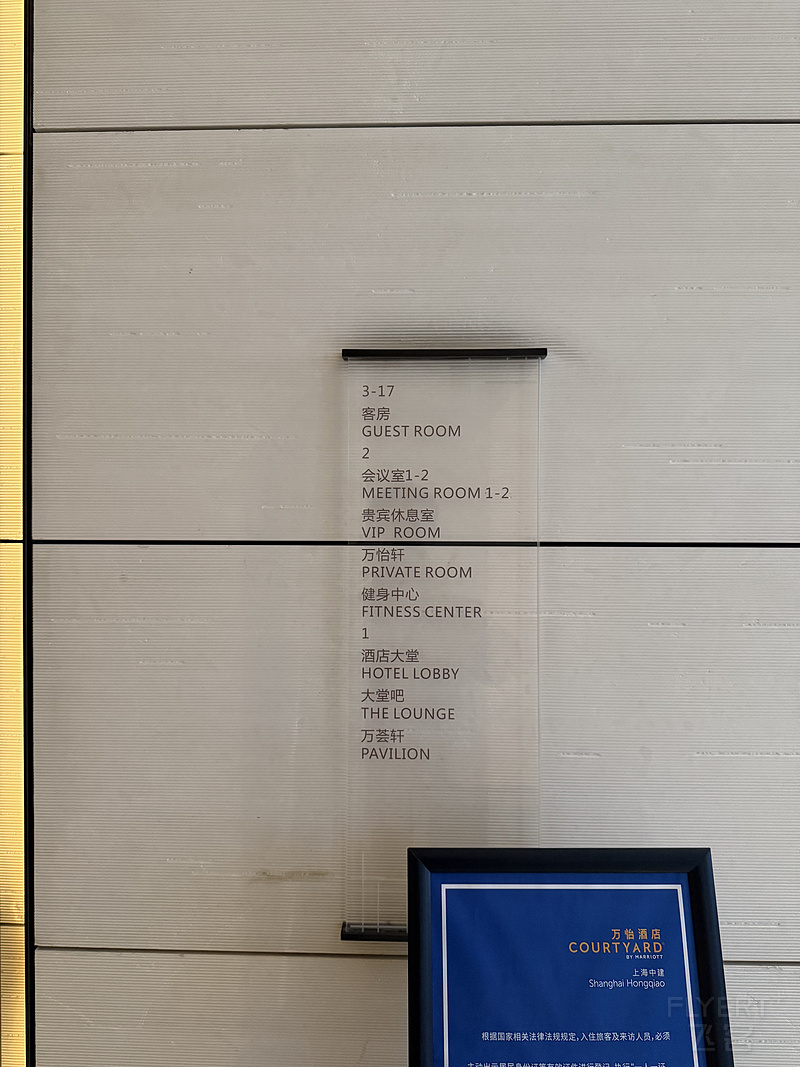 3-17
客房
GUEST ROOM
2
会议室1-2
MEETING ROOM 1-2
贵宾休息室
VIP ROOM
万怡轩
PRIVATE ROOM
健身中心
FITNESS CENTER
1
酒店大堂
HOTEL LOBBY
大堂吧
THE LOUNGE
万荟轩
PAVILION
万怡酒店
COURTYARD
BY MARRIOTT
上海中建
Shanghai Hongqiao
根据国家相关法律法规规定,入住旅客及来访人员,必须
FLYERT
飞客